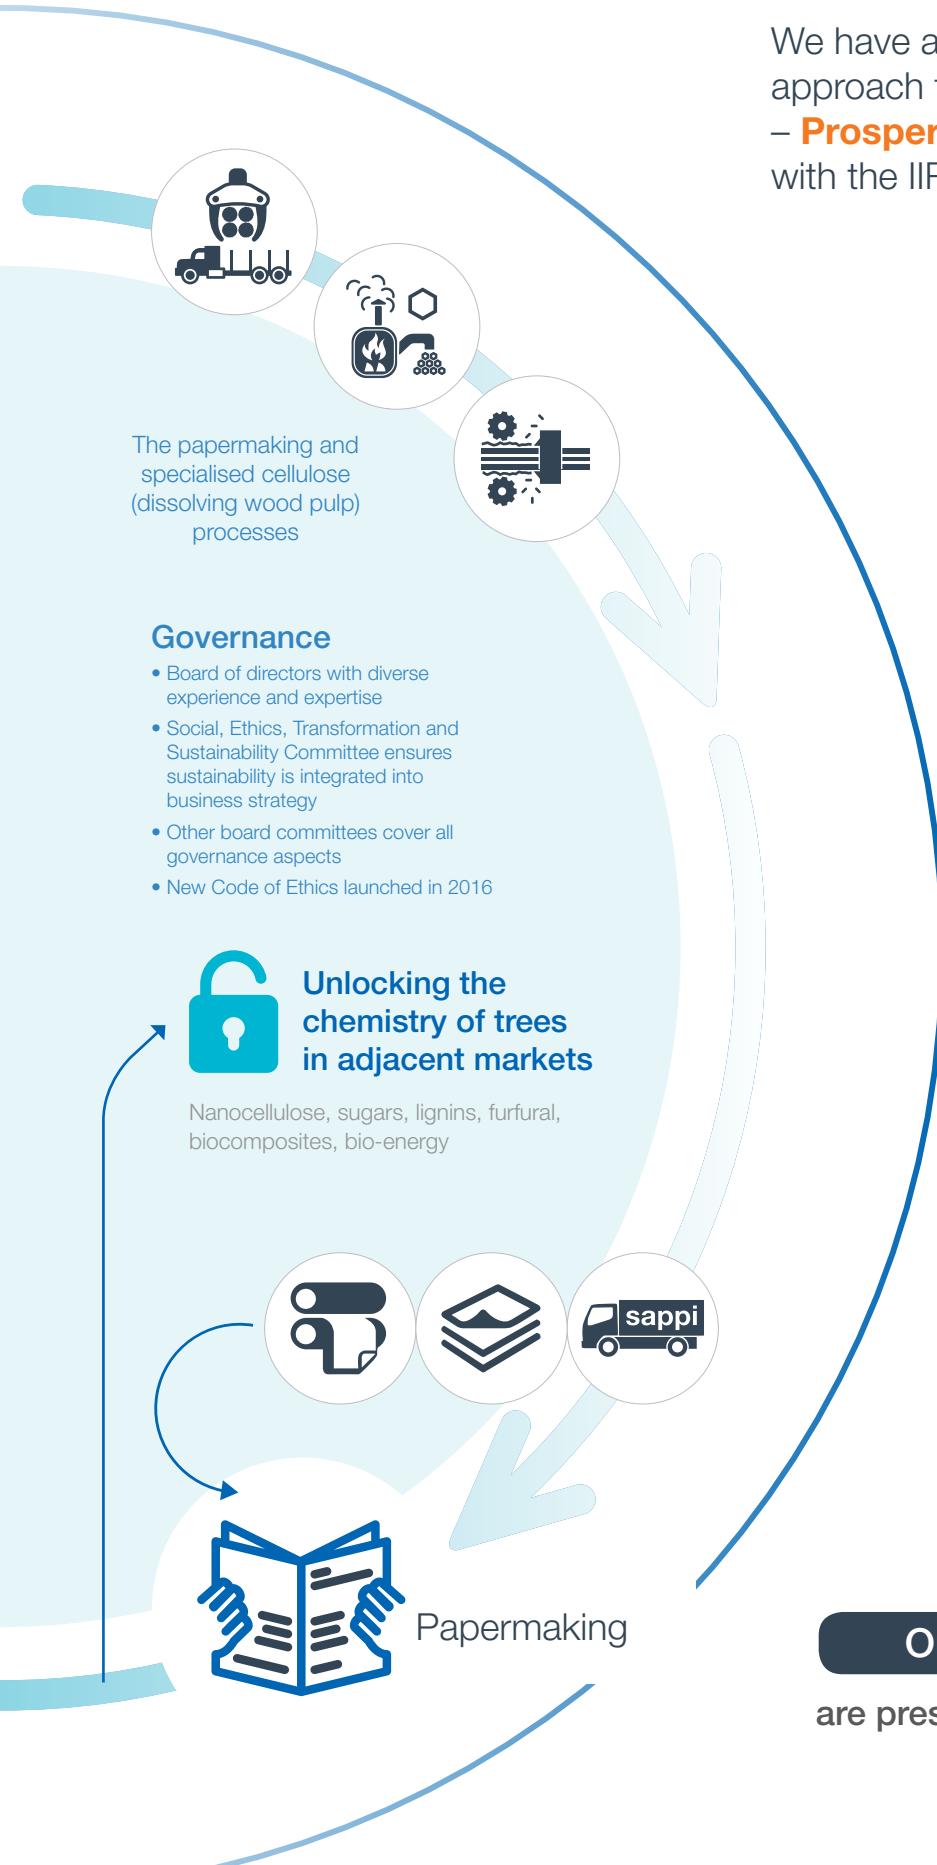 We have a
approach
– Prosper
with the
The papermaking and
specialised cellulose
(dissolving wood pulp)
processes
Governance
• Board of directors with diverse
experience and expertise
• Social, Ethics, Transformation and
Sustainability Committee ensures
sustainability is integrated into
business strategy
• Other board committees cover all
governance aspects
• New Code of Ethics launched in 2016
Unlocking the
chemistry of trees
in adjacent markets
Nanocellulose, sugars, lignins, furfural,
biocomposites, bio-energy
sappi
Papermaking
O
are pres